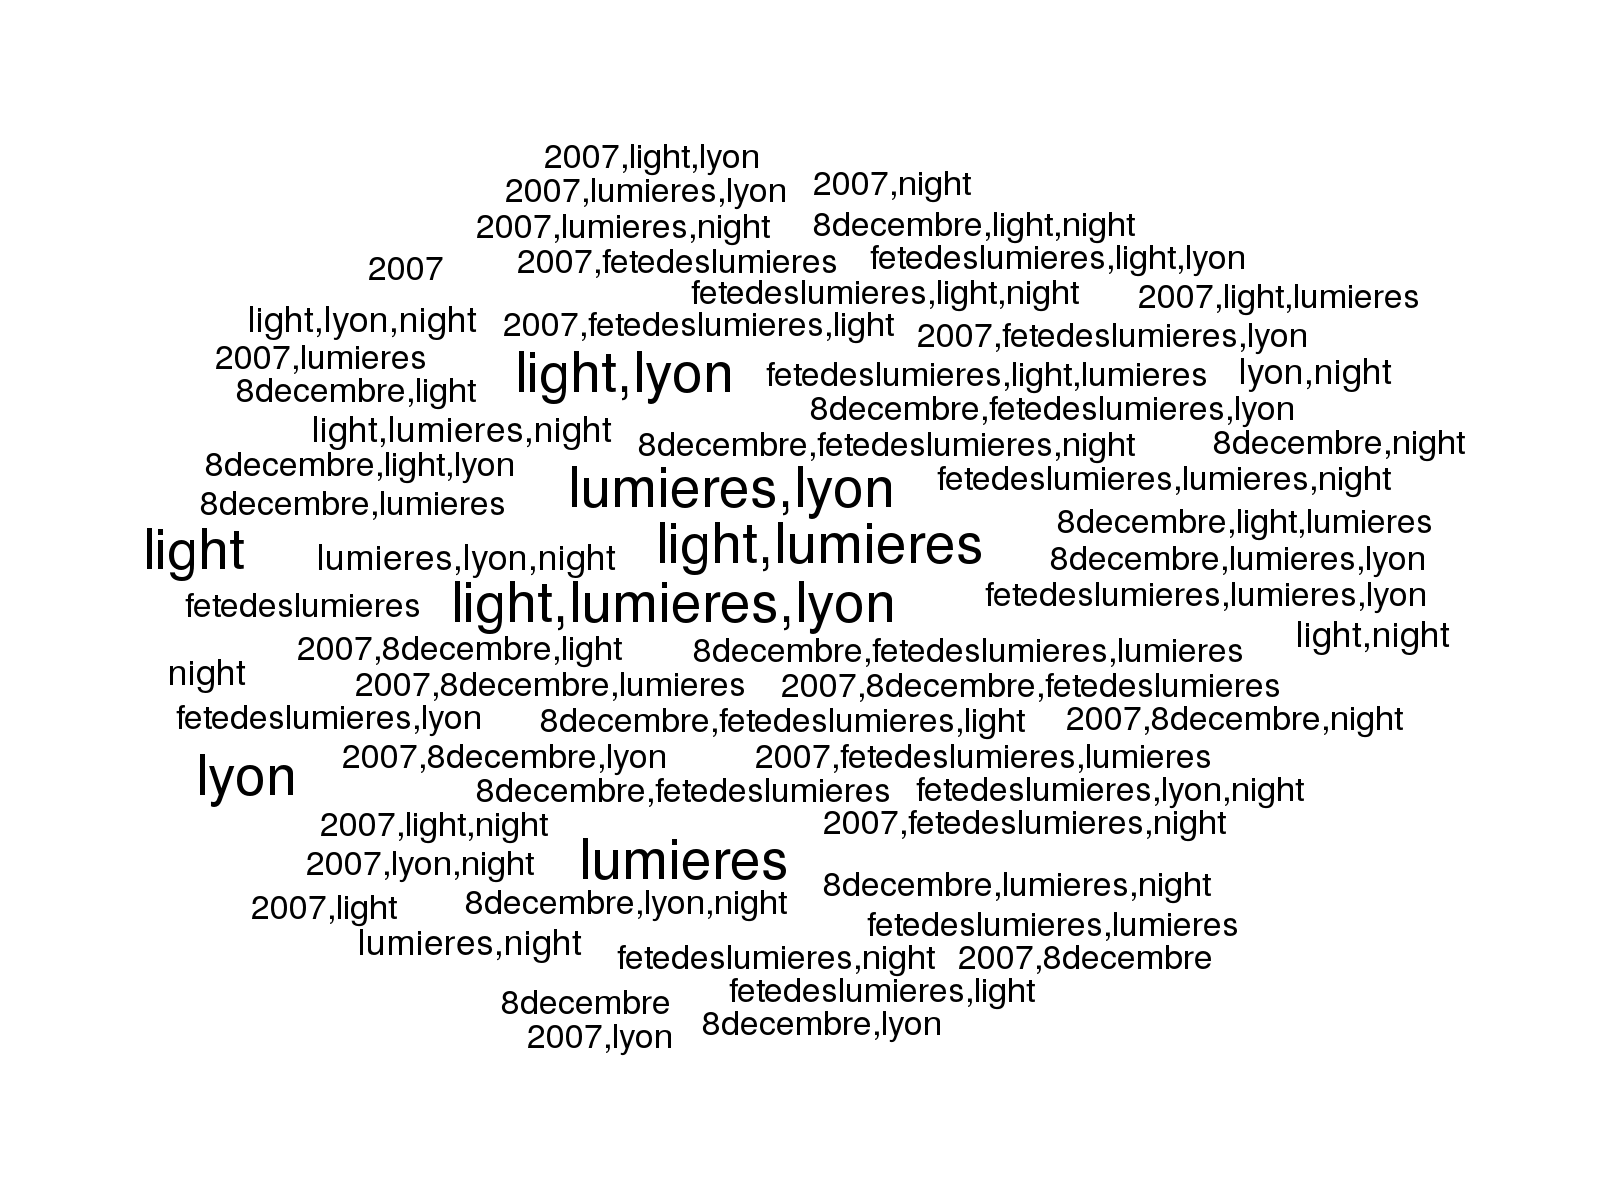 2007,light,lyon
2007,lumieres,lyon
2007,night
2007,lumieres,night
8decembre,light,night
2007
2007,fetedeslumieres
fetedeslumieres,light,lyon
fetedeslumieres,light,night
2007,light,lumieres
light,lyon,night
2007,fetedeslumieres,light
2007,fetedeslumieres,lyon
2007,lumieres
light,lyon
fetedeslumieres,light,lumieres
lyon,night
8decembre,light
8decembre,fetedeslumieres,lyon
light,lumieres,night
8decembre,fetedeslumieres,night
8decembre,night
8decembre,light,lyon
lumieres,lyon
fetedeslumieres,lumieres,night
8decembre,lumieres
8decembre,light,lumieres
light
lumieres,lyon,night
light,lumieres
8decembre,lumieres,lyon
fetedeslumieres
light,lumieres,lyon
fetedeslumieres,lumieres,lyon
2007,8decembre,light
8decembre,fetedeslumieres,lumieres
light,night
night
2007,8decembre,lumieres
2007,8decembre,fetedeslumieres
fetedeslumieres,lyon
8decembre,fetedeslumieres,light
2007,8decembre,night
lyon
2007,8decembre,lyon
2007,fetedeslumieres,lumieres
8decembre,fetedeslumieres
fetedeslumieres,lyon,night
2007,light,night
2007,fetedeslumieres,night
2007,lyon,night
lumieres
8decembre,lumieres,night
2007,light
8decembre,lyon,night
fetedeslumieres,lumieres
lumieres,night
fetedeslumieres,night
2007,8decembre
8decembre
fetedeslumieres,light
2007,lyon
8decembre,lyon